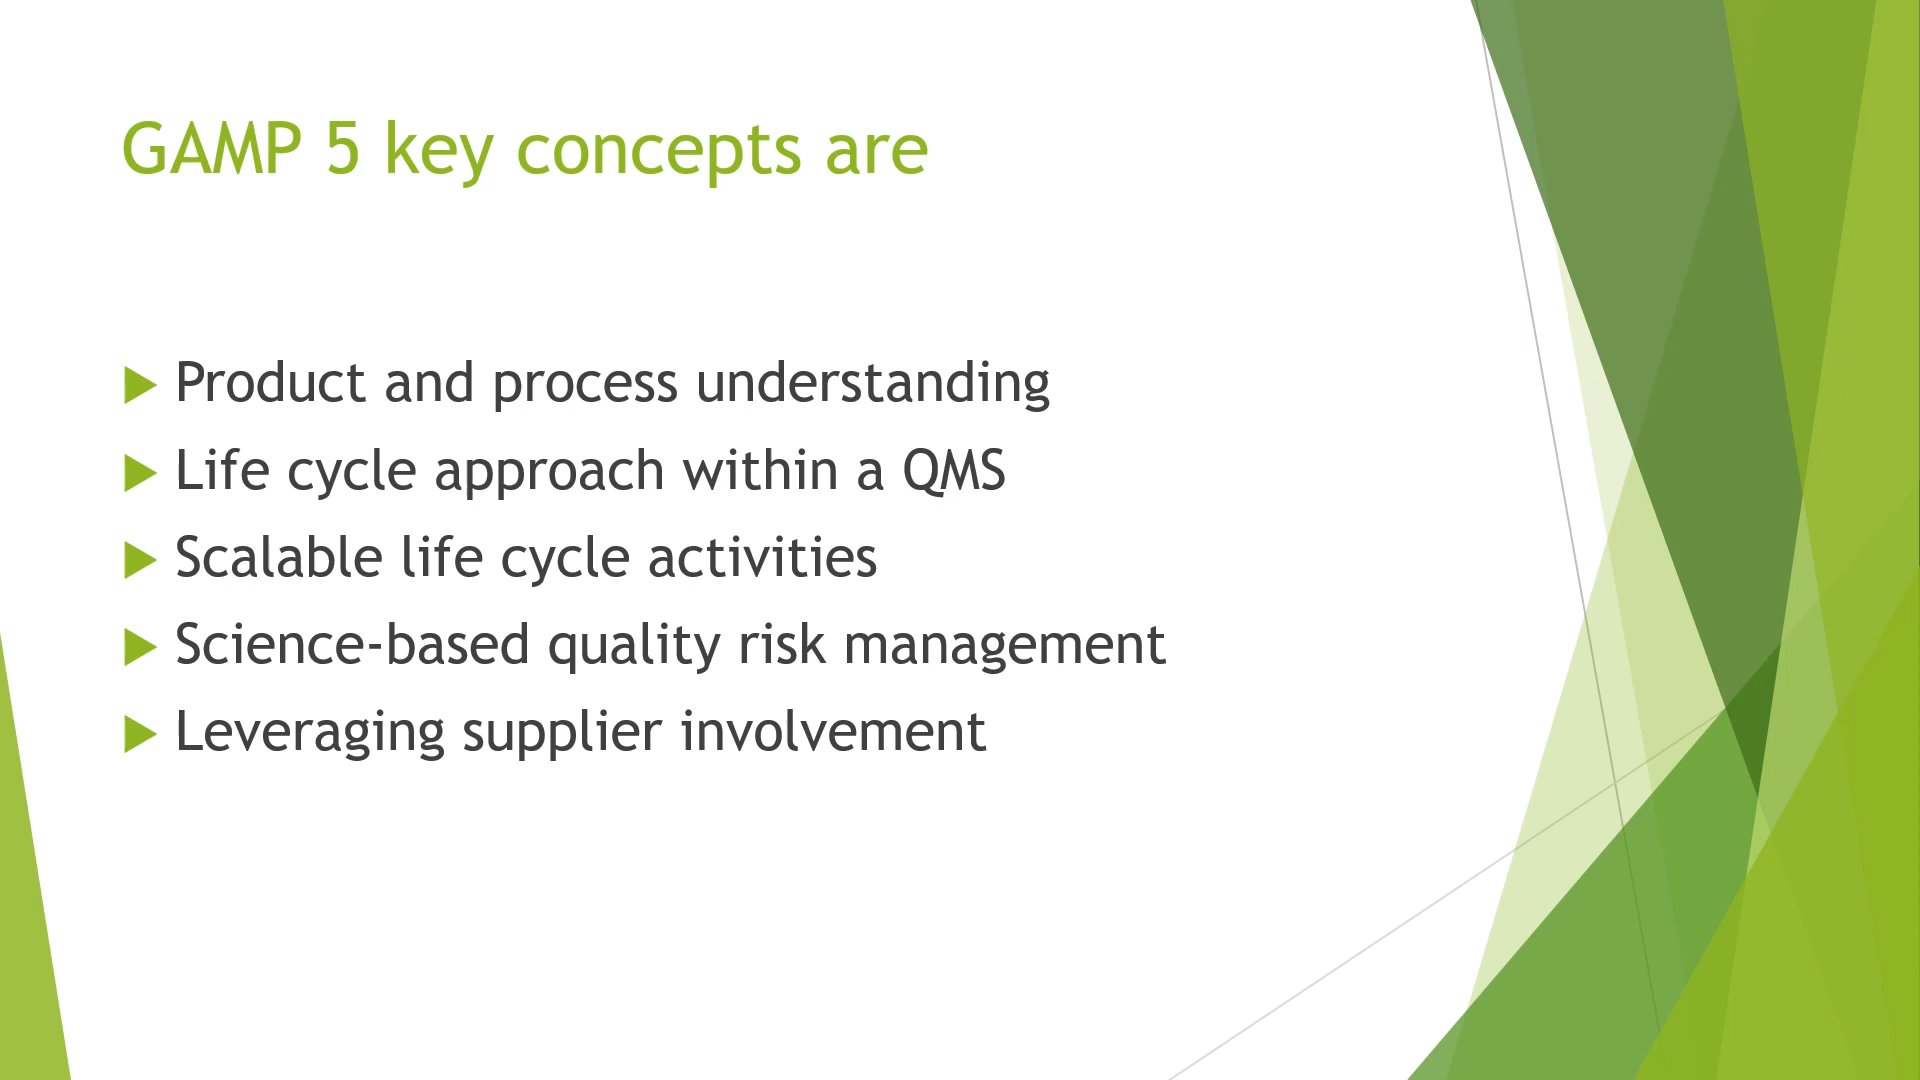 GAMP 5 key concepts are
Product and process understanding
Life cycle approach within a QMS
Scalable life cycle activities
Science-based quality risk management
Leveraging supplier involvement